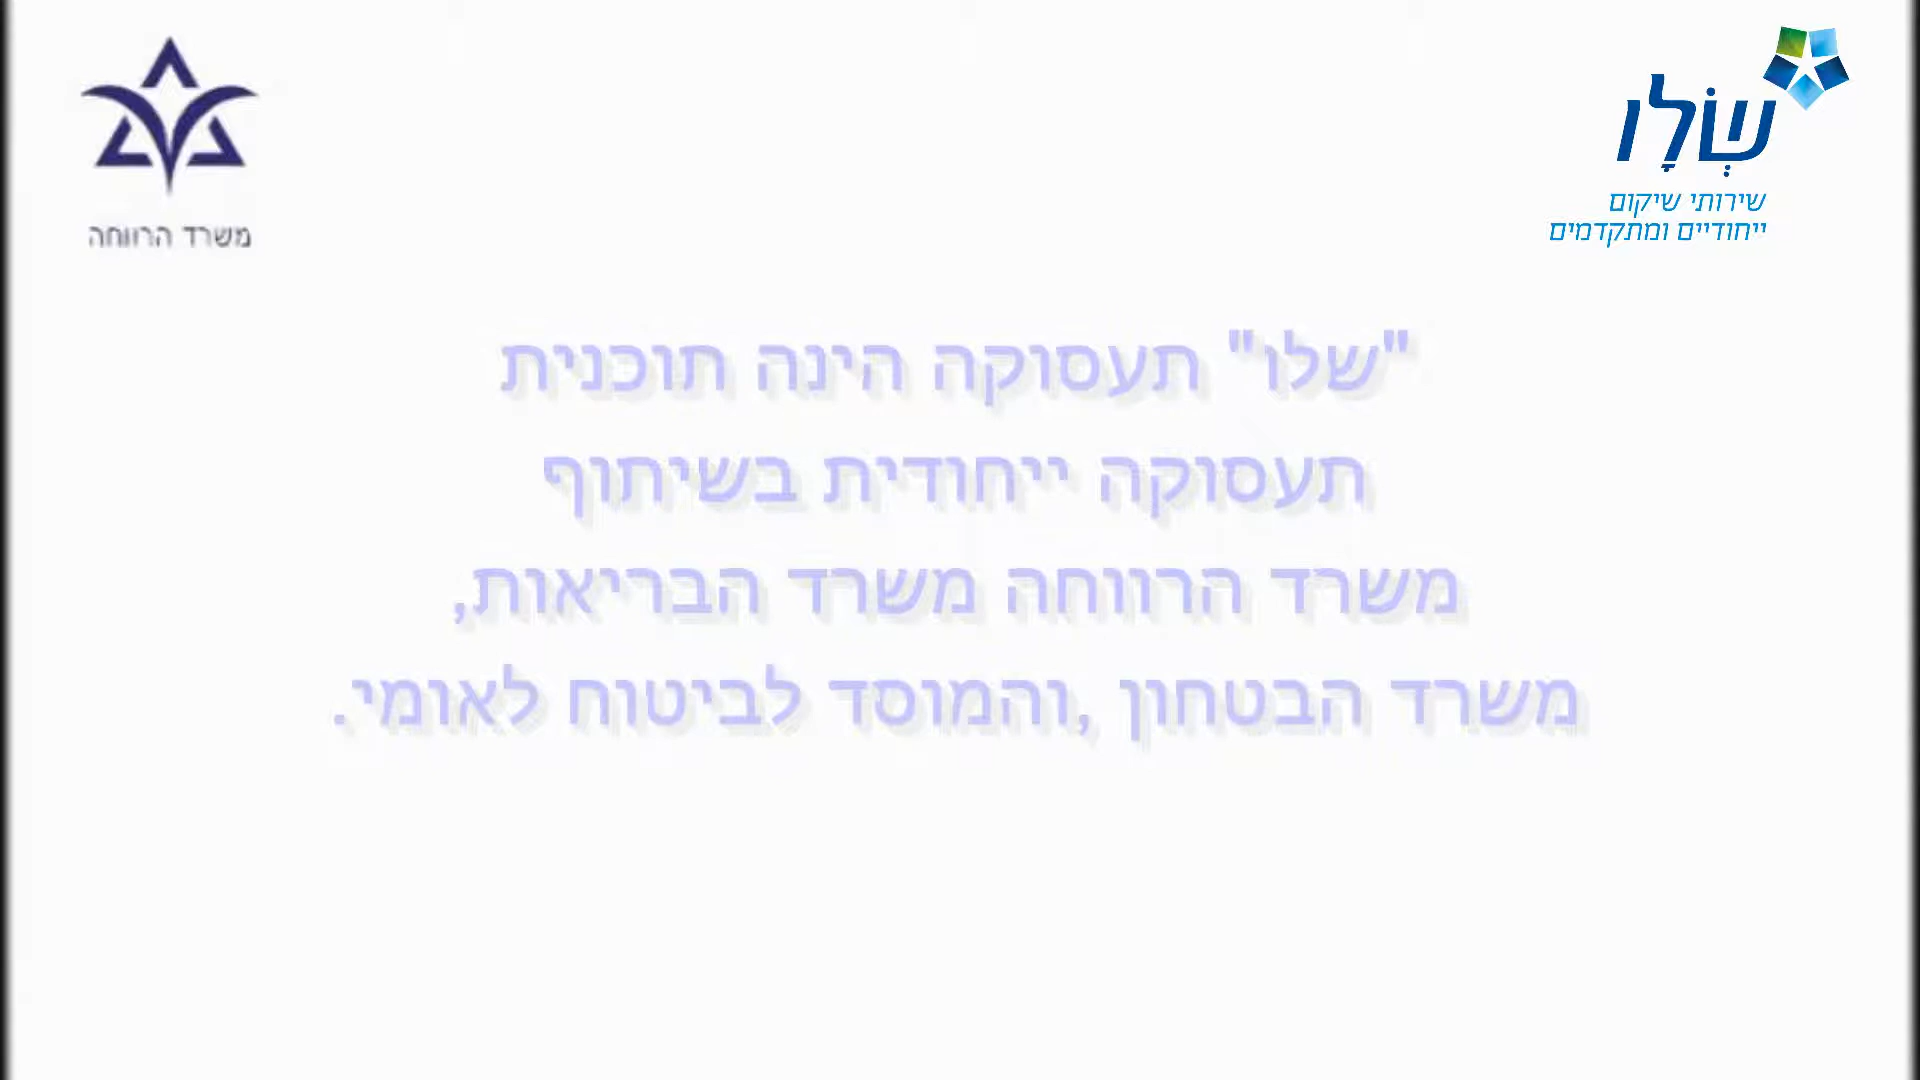 שְׁלָו
שירותי שיקום
ייחודיים ומתקדמים
משרד הרווחה
"שלו" תעסוקה הינה תוכנית
תעסוקה ייחודית בשיתוף
משרד הרווחה משרד הבריאות,
משרד הבטחון ,והמוסד לביטוח לאומי.